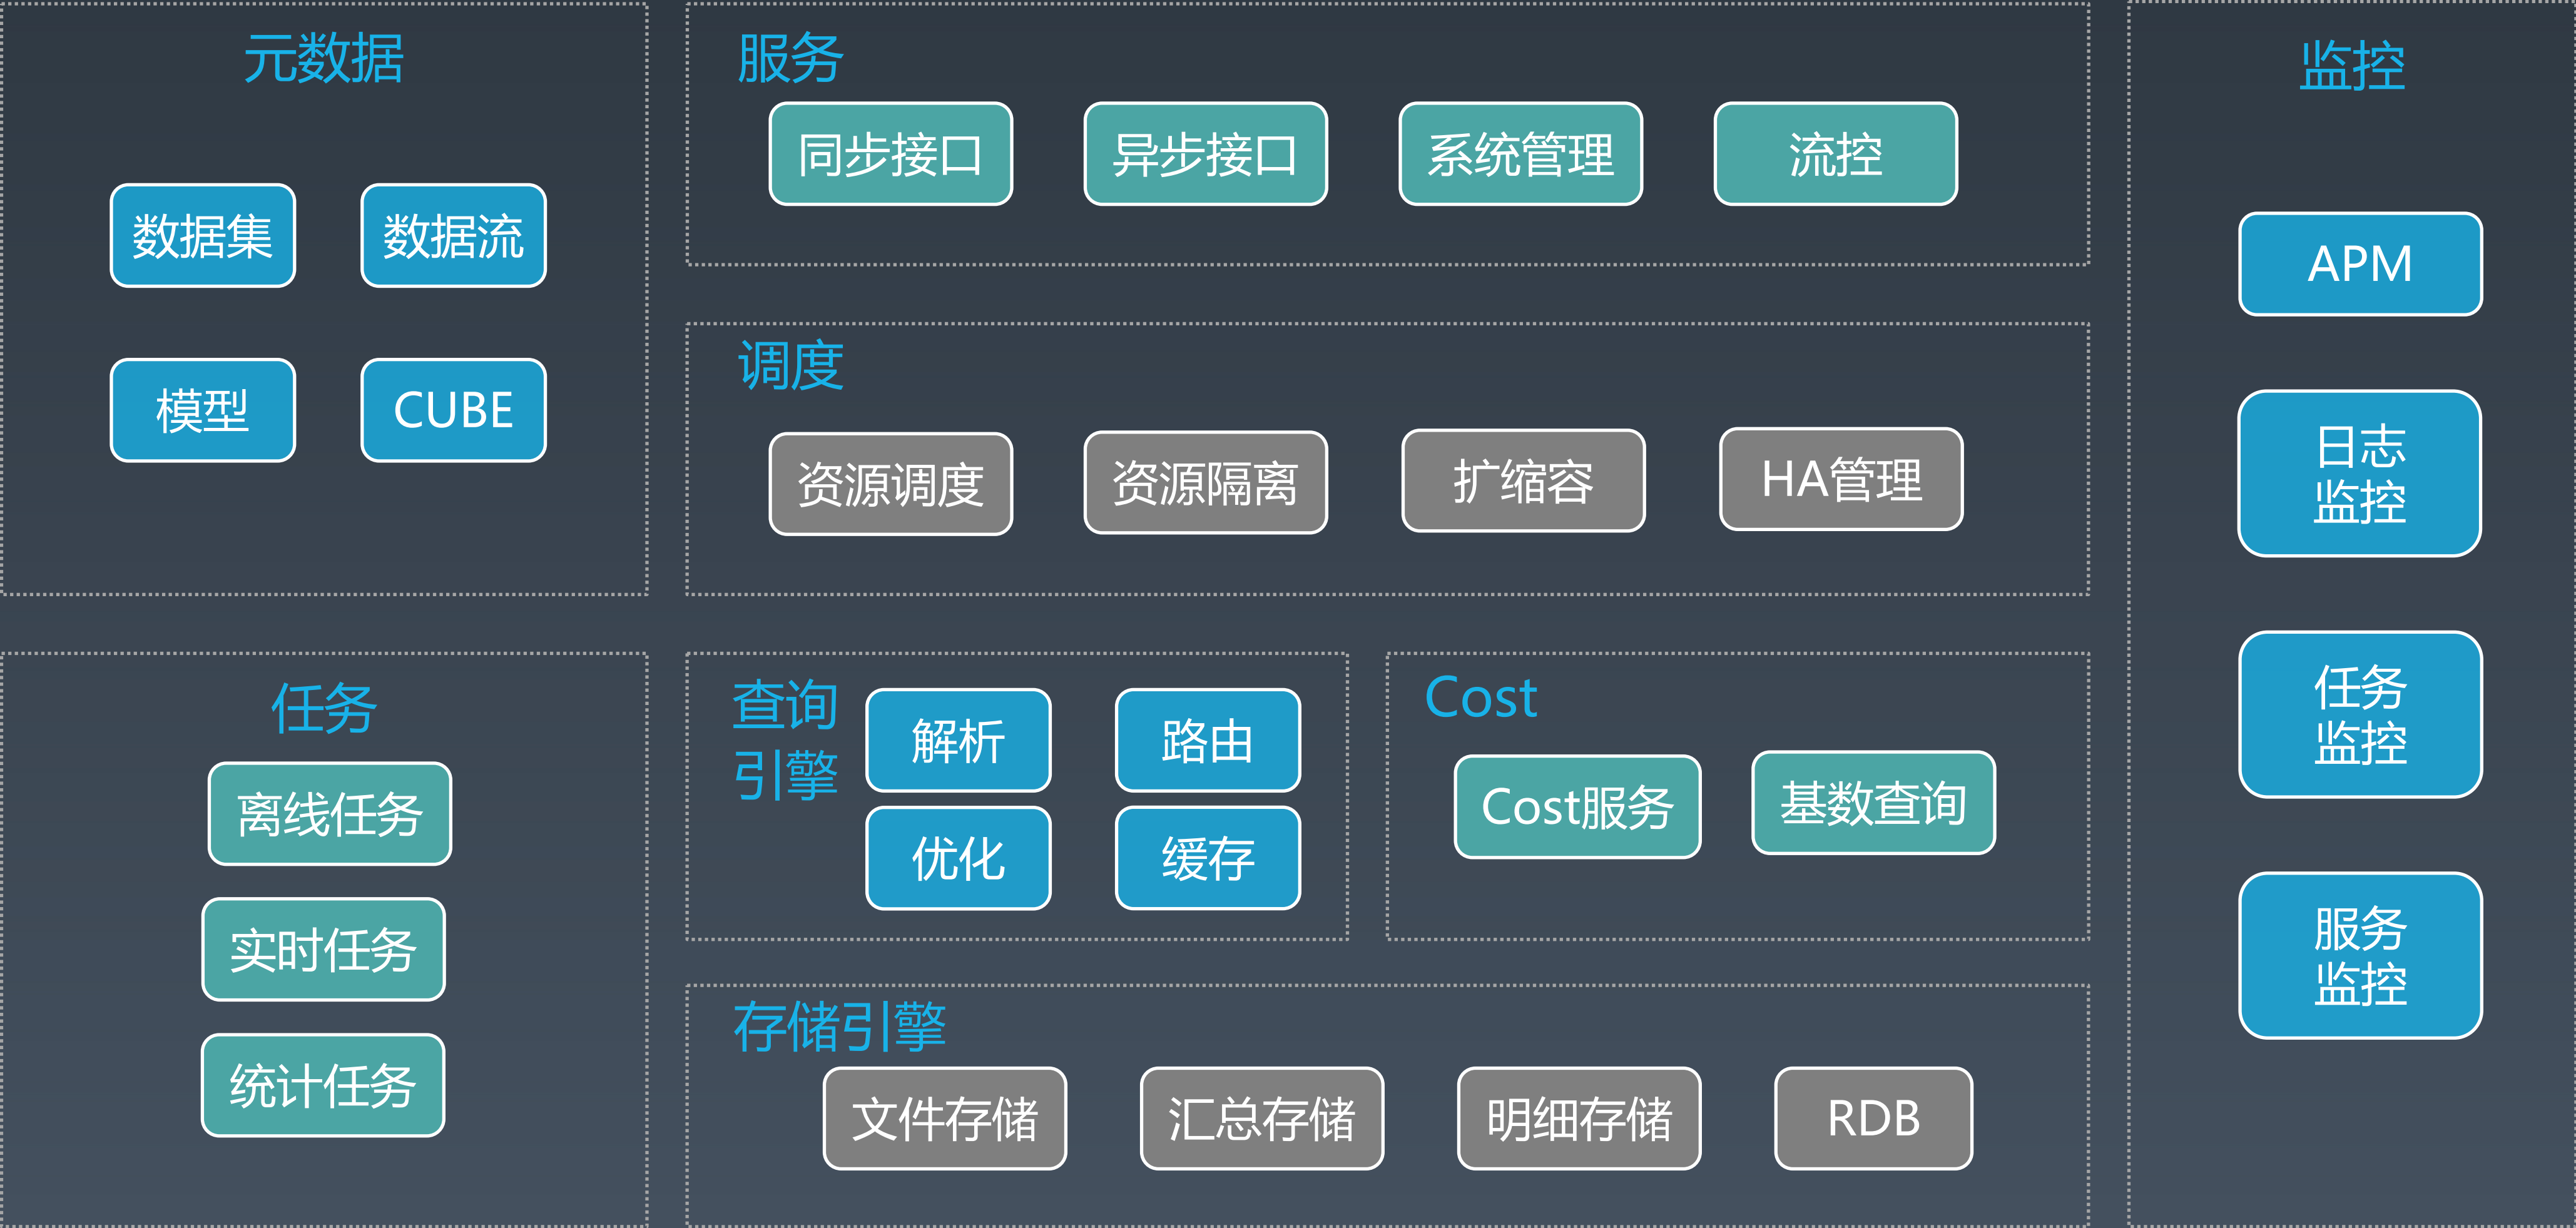 元数据
数据集
数据流
模型
CUBE
任务
离线任务
实时任务
统计任务
服务
同步接口
异步接口
系统管理
流控
调度
资源调度
资源隔离
扩缩容
HA管理
查询
引擎
解析
路由
优化
缓存
Cost
Cost服务
基数查询
存储引擎
文件存储
汇总存储
明细存储
RDB
监控
APM
日志
监控
任务
监控
服务
监控